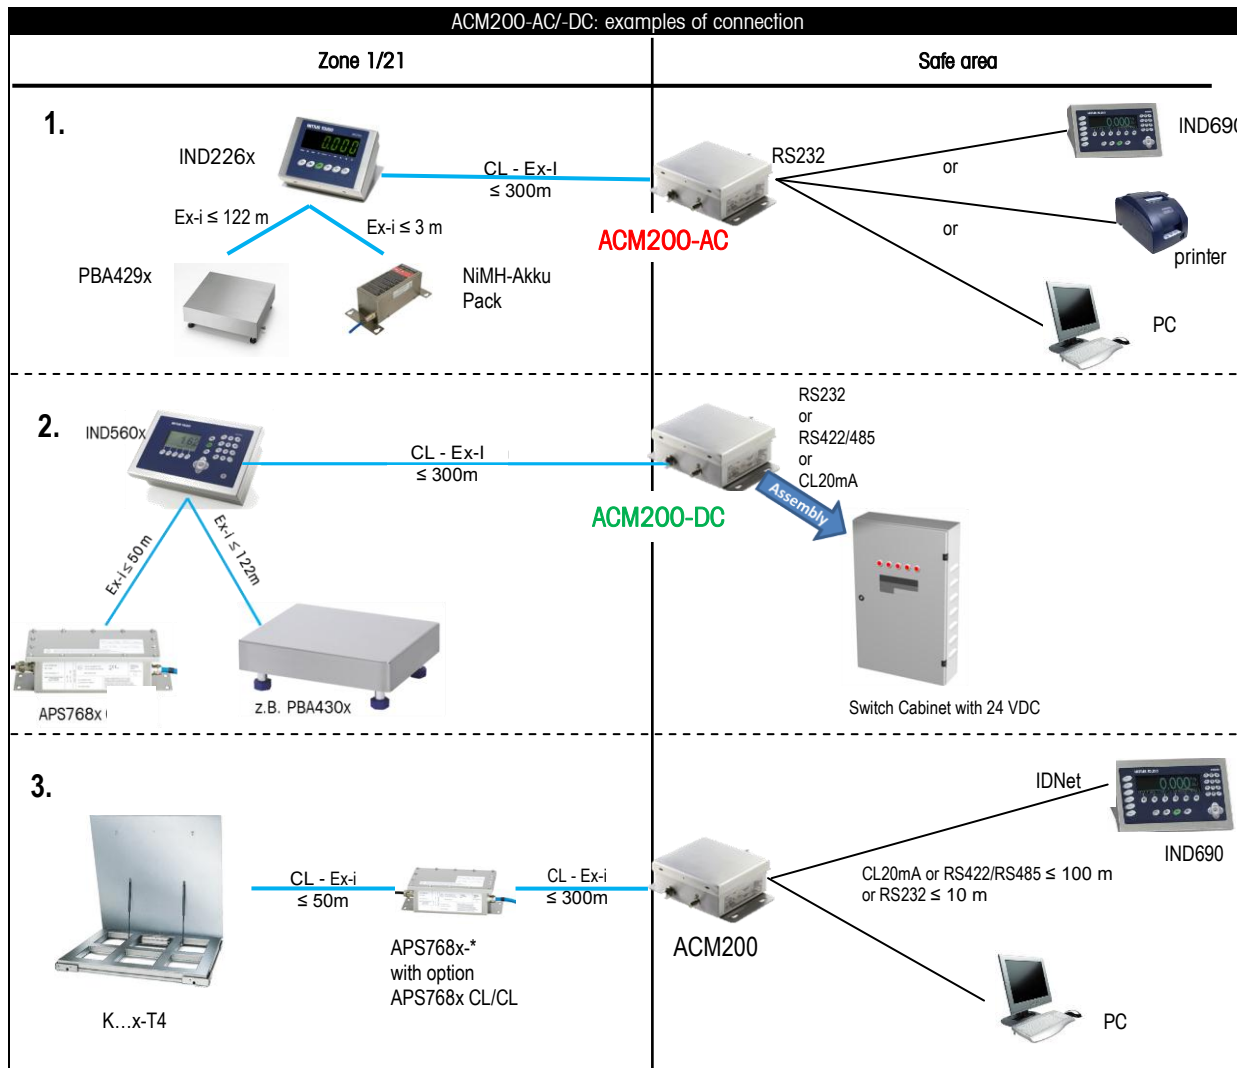 ACM200-AC/-DC: examples of connection
Zone 1/21
Safe area
1.
IND226x
CL - Ex-I
≤ 300m
RS232
IND690
or
or
Ex-i ≤ 122 m
Ex-i ≤ 3 m
ACM200-AC
printer
PBA429x
NiMH-Akku
Pack
PC
2.
IND560x
CL - Ex-I
≤ 300m
RS232
or
RS422/485
or
CL20mA
Assembly
ACM200-DC
Ex-i ≤ 50 m
Ex-i ≤ 122m
APS768x
z.B. PBA430x
Switch Cabinet with 24 VDC
3.
IDNet
IND690
CL - Ex-i
≤ 50m
CL - Ex-i
≤ 300m
CL20mA or RS422/RS485 ≤ 100 m
or RS232 ≤ 10 m
APS768x-*
with option
APS768x CL/CL
ACM200
K...x-T4
PC